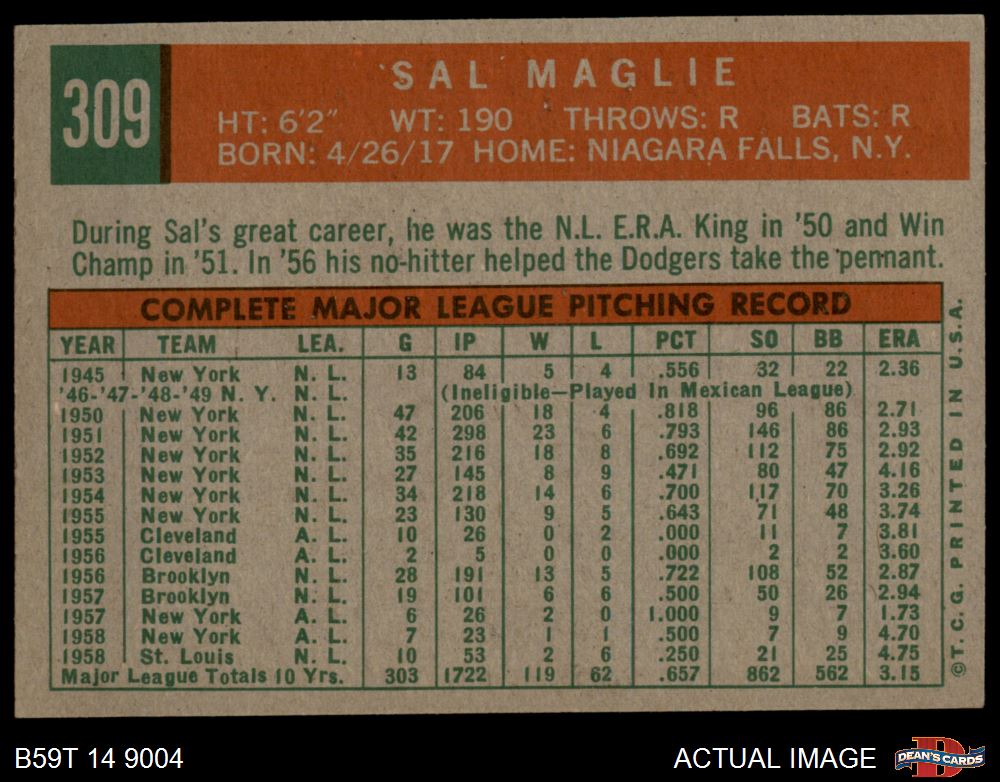 309
SAL MAGLIE
HT: 6'2" WT: 190 THROWS: R BATS: R
BORN: 4/26/17 HOME: NIAGARA FALLS, N.Y.
During Sal's great career, he was the N.L. E.R.A. King in '50 and Win
Champ in '51. In '56 his no-hitter helped the Dodgers take the pennant.
COMPLETE MAJOR LEAGUE PITCHING RECORD
YEAR TEAM LEA. G IP W L PCT SO BB ERA
1945 New York N. L. 13 84 5 4 .556 32 22 2.36
'46-'47-'48-'49 N. Y. N. L. (Ineligible—Played In Mexican League)
1950 New York N. L. 47 206 18 4 .818 96 86 2.71
1951 New York N. L. 42 298 23 6 .793 146 86 2.93
1952 New York N. L. 35 216 18 8 .692 112 75 2.92
1953 New York N. L. 27 145 8 9 .471 80 47 4.16
1954 New York N. L. 34 218 14 6 .700 117 70 3.26
1955 New York N. L. 23 130 9 5 .643 71 48 3.74
1955 Cleveland A. L. 10 26 0 2 .000 11 7 3.81
1956 Cleveland A. L. 2 5 0 0 .000 2 2 3.60
1956 Brooklyn N. L. 28 191 13 5 .722 108 52 2.87
1957 Brooklyn N. L. 19 101 6 6 .500 50 26 2.94
1957 New York A. L. 6 26 2 0 1.000 9 7 1.73
1958 New York A. L. 7 23 1 1 .500 7 9 4.70
1958 St. Louis N. L. 10 53 2 6 .250 21 25 4.75
Major League Totals 10 Yrs. 303 1722 119 62 .657 862 562 3.15
©T. C. G. PRINTED IN U.S.A.
B59T 14 9004
ACTUAL IMAGE
D
DEAN'S CARDS